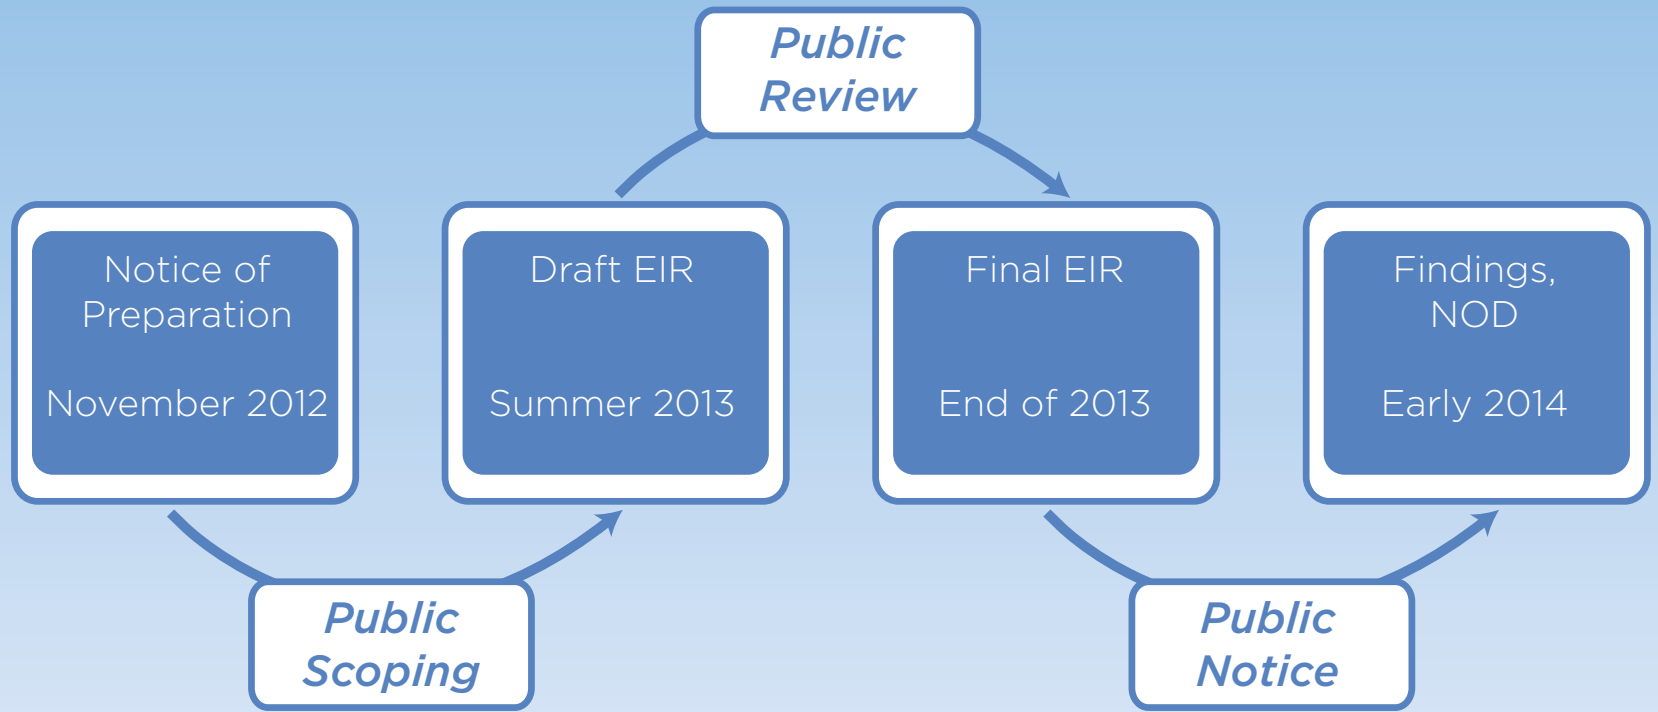 Public
Review
Notice of
Preparation
November 2012
Draft EIR
Summer 2013
Final EIR
End of 2013
Findings,
NOD
Early 2014
Public
Scoping
Public
Notice